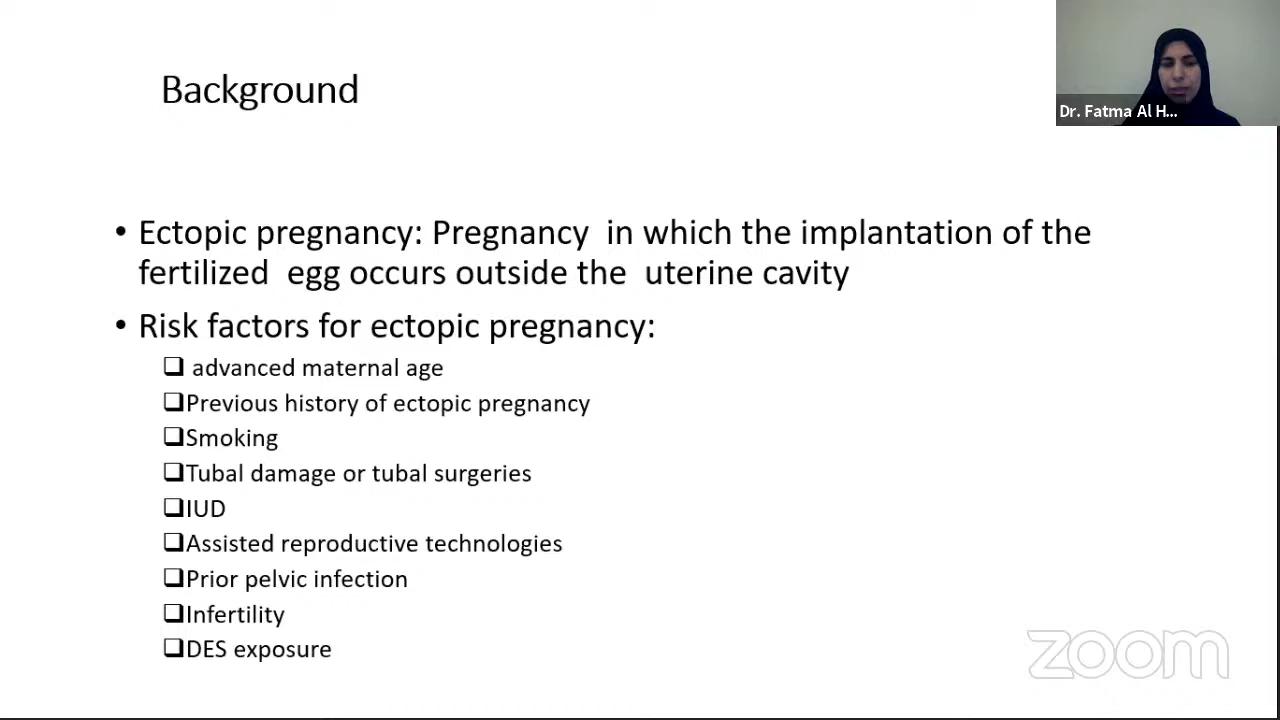 Background
Dr. Fatma Al H...
• Ectopic pregnancy: Pregnancy in which the implantation of the
fertilized egg occurs outside the uterine cavity
• Risk factors for ectopic pregnancy:
❑ advanced maternal age
❑Previous history of ectopic pregnancy
❑Smoking
❑Tubal damage or tubal surgeries
❑IUD
❑Assisted reproductive technologies
❑Prior pelvic infection
❑Infertility
❑DES exposure
zoom